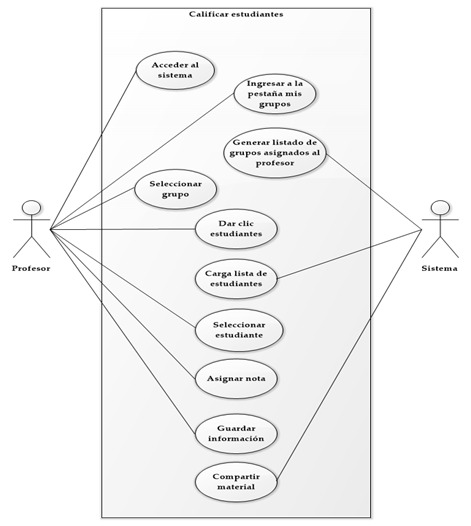 Calificar estudiantes
Acceder al
sistema
Ingresar a la
pestaña mis
grupos
Generar listado de
grupos asignados al
profesor
Seleccionar
grupo
Dar clic
estudiantes
Profesor
Sistema
Carga lista de
estudiantes
Seleccionar
estudiante
Asignar nota
Guardar
información
Compartir
material